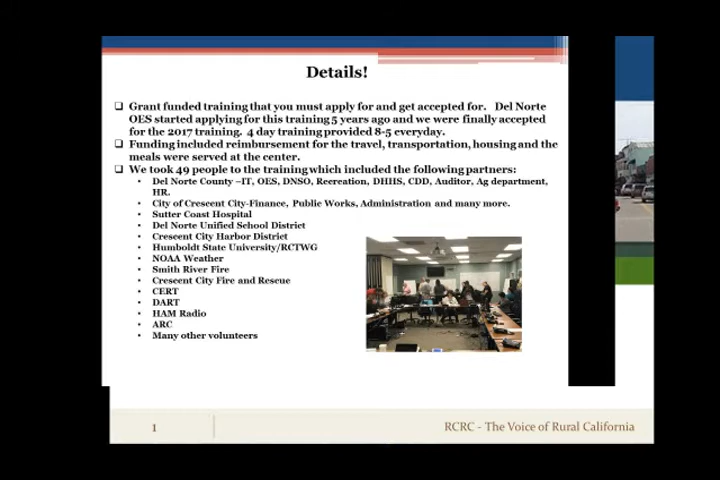 Details!
Grant funded training that you must apply for and get accepted for. Del Norte
OES started applying for this training 5 years ago and we were finally accepted
for the 2017 training. 4 day training provided 8-5 everyday.
Funding included reimbursement for the travel, transportation, housing and the
meals were served at the center.
We took 49 people to the training which included the following partners:
Del Norte County –IT, OES, DNSO, Recreation, DHHS, CDD, Auditor, Ag department,
HR.
City of Crescent City-Finance, Public Works, Administration and many more.
Sutter Coast Hospital
Del Norte Unified School District
Crescent City Harbor District
Humboldt State University/RCTWG
NOAA Weather
Smith River Fire
Crescent City Fire and Rescue
CERT
DART
HAM Radio
ARC
Many other volunteers
1
RCRC - The Voice of Rural California